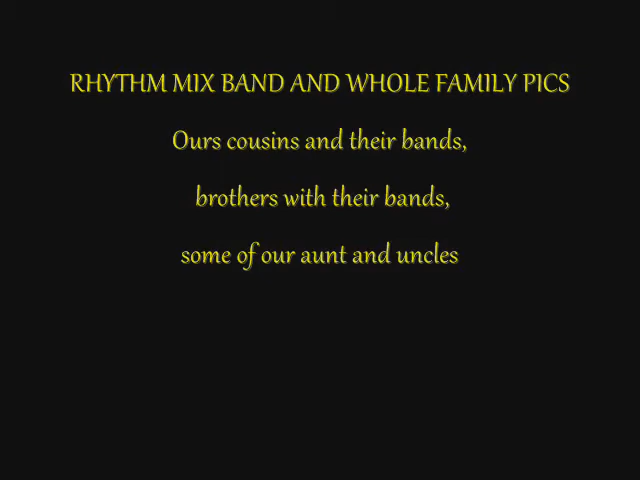 RHYTHM MIX BAND AND WHOLE FAMILY PICS
Ours cousins and their bands,
brothers with their bands,
some of our aunt and uncles